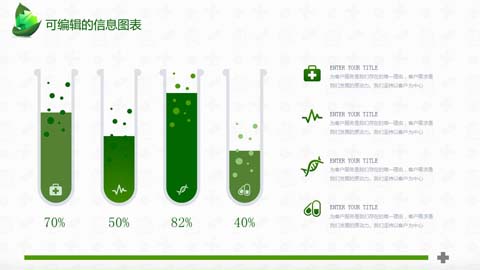 可编辑的信息图表
70%
50%
82%
40%
ENTER YOUR TITLE
为客户服务是我们存在的唯一理由，客户需求是
我们发展的原动力。我们坚持以客户为中心
ENTER YOUR TITLE
为客户服务是我们存在的唯一理由，客户需求是
我们发展的原动力。我们坚持以客户为中心
ENTER YOUR TITLE
为客户服务是我们存在的唯一理由，客户需求是
我们发展的原动力。我们坚持以客户为中心
ENTER YOUR TITLE
为客户服务是我们存在的唯一理由，客户需求是
我们发展的原动力。我们坚持以客户为中心